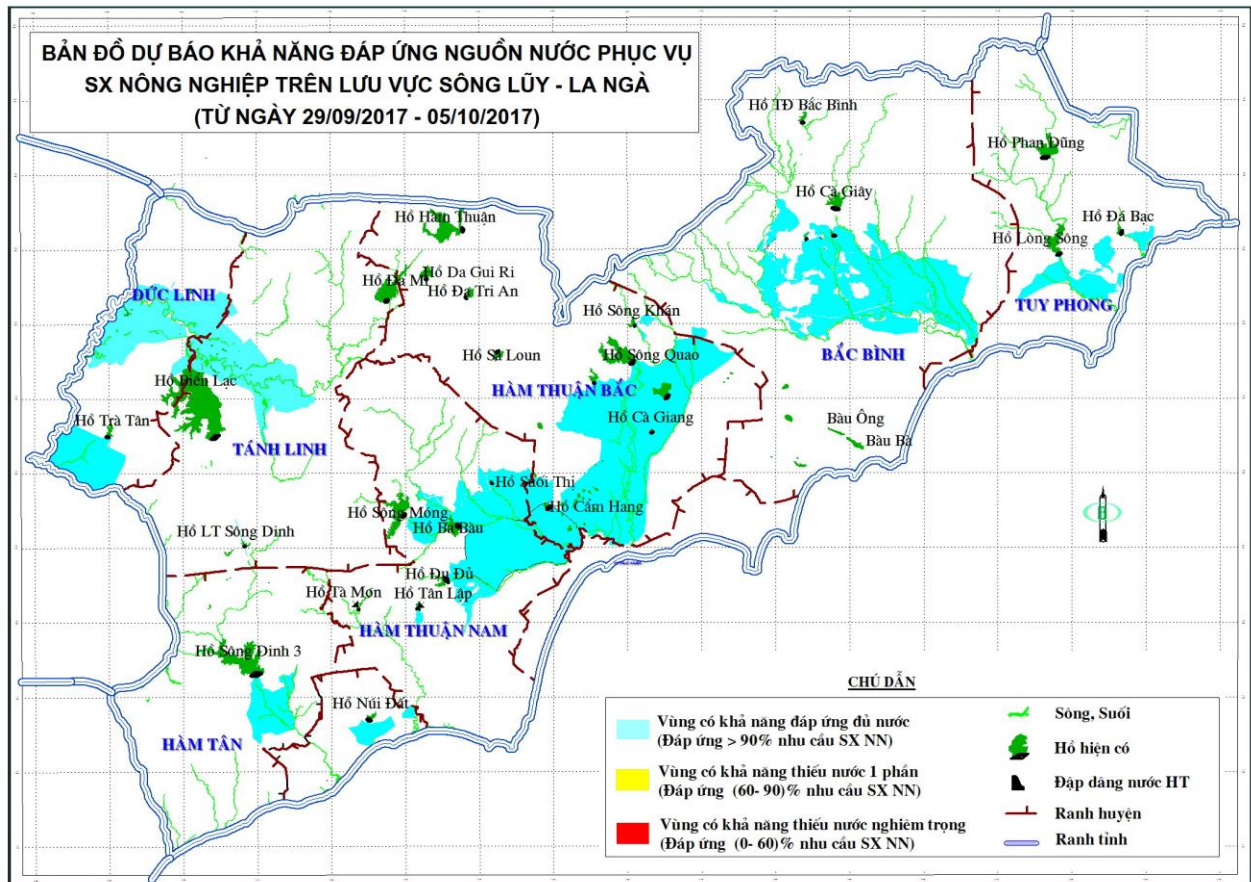 BẢN ĐỒ DỰ BÁO KHẢ NĂNG ĐÁP ỨNG NGUỒN NƯỚC PHỤC VỤ
SX NÔNG NGHIỆP TRÊN LƯU VỰC SÔNG LŨY - LA NGÀ
(TỪ NGÀY 29/09/2017 - 05/10/2017)
Hồ TĐ Bắc Bình
Hồ Phan Dũng
Hồ Cà Giây
Hồ Đá Bạc
Hồ Lòng Sông
Hồ Hàm Thuận
Hồ Da Gui Ri
Hồ Đa Mi
Hồ Đa Tri An
ĐỨC LINH
TUY PHONG
Hồ Sông Khán
BẮC BÌNH
Hồ Sa Loun
Hồ Sông Quao
Hồ Biển Lạc
HÀM THUẬN BẮC
Hồ Trà Tân
Hồ Cà Giang
Bàu Ông
Bàu Bà
TÁNH LINH
Hồ Suối Thị
Hồ Sông Móng
Hồ Cẩm Hang
Hồ Ba Bàu
Hồ LT Sông Dinh
Hồ Đu Đủ
Hồ Tà Mon
Hồ Tân Lập
HÀM THUẬN NAM
Hồ Sông Dinh 3
Hồ Núi Đất
HÀM TÂN
CHÚ DẪN
Vùng có khả năng đáp ứng đủ nước
(Đáp ứng > 90% nhu cầu SX NN)
Vùng có khả năng thiếu nước 1 phần
(Đáp ứng (60- 90)% nhu cầu SX NN)
Vùng có khả năng thiếu nước nghiêm trọng
(Đáp ứng (0- 60)% nhu cầu SX NN)
Sông, Suối
Hồ hiện có
Đập dâng nước HT
Ranh huyện
Ranh tỉnh